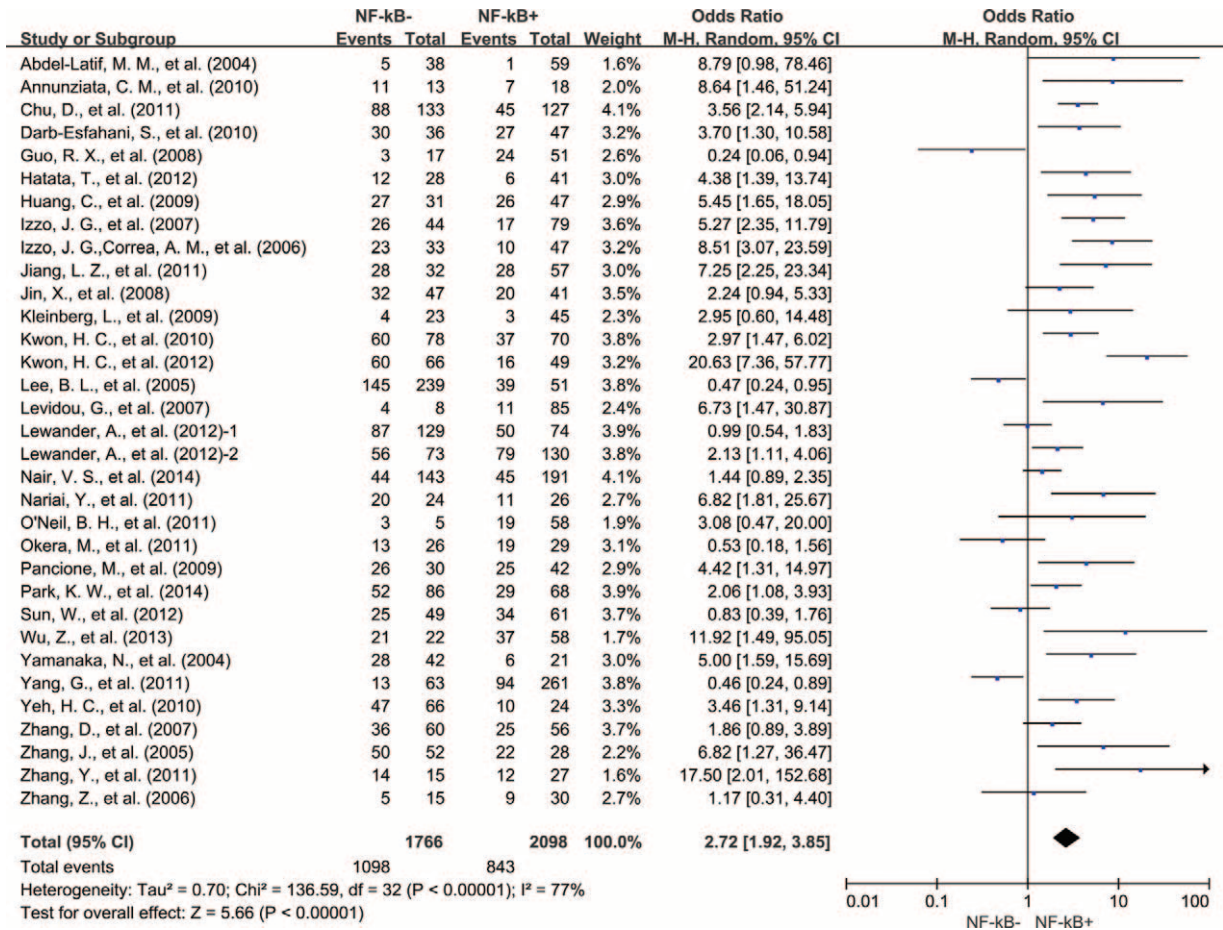 NF-kB- NF-kB+ Odds Ratio Odds Ratio
Study or Subgroup Events Total Events Total Weight M-H, Random, 95% CI M-H, Random, 95% CI
Abdel-Latif, M. M., et al. (2004) 5 38 1 59 1.6% 8.79 [0.98, 78.46]
Annunziata, C. M., et al. (2010) 11 13 7 18 2.0% 8.64 [1.46, 51.24]
Chu, D., et al. (2011) 88 133 45 127 4.1% 3.56 [2.14, 5.94]
Darb-Esfahani, S., et al. (2010) 30 36 27 47 3.2% 3.70 [1.30, 10.58]
Guo, R. X., et al. (2008) 3 17 24 51 2.6% 0.24 [0.06, 0.94]
Hatata, T., et al. (2012) 12 28 6 41 3.0% 4.38 [1.39, 13.74]
Huang, C., et al. (2009) 27 31 26 47 2.9% 5.45 [1.65, 18.05]
Izzo, J. G., et al. (2007) 26 44 17 79 3.6% 5.27 [2.35, 11.79]
Izzo, J. G.,Correa, A. M., et al. (2006) 23 33 10 47 3.2% 8.51 [3.07, 23.59]
Jiang, L. Z., et al. (2011) 28 32 28 57 3.0% 7.25 [2.25, 23.34]
Jin, X., et al. (2008) 32 47 20 41 3.5% 2.24 [0.94, 5.33]
Kleinberg, L., et al. (2009) 4 23 3 45 2.3% 2.95 [0.60, 14.48]
Kwon, H. C., et al. (2010) 60 78 37 70 3.8% 2.97 [1.47, 6.02]
Kwon, H. C., et al. (2012) 60 66 16 49 3.2% 20.63 [7.36, 57.77]
Lee, B. L., et al. (2005) 145 239 39 51 3.8% 0.47 [0.24, 0.95]
Levidou, G., et al. (2007) 4 8 11 85 2.4% 6.73 [1.47, 30.87]
Lewander, A., et al. (2012)-1 87 129 50 74 3.9% 0.99 [0.54, 1.83]
Lewander, A., et al. (2012)-2 56 73 79 130 3.8% 2.13 [1.11, 4.06]
Nair, V. S., et al. (2014) 44 143 45 191 4.1% 1.44 [0.89, 2.35]
Nariai, Y., et al. (2011) 20 24 11 26 2.7% 6.82 [1.81, 25.67]
O'Neil, B. H., et al. (2011) 3 5 19 58 1.9% 3.08 [0.47, 20.00]
Okera, M., et al. (2011) 13 26 19 29 3.1% 0.53 [0.18, 1.56]
Pancione, M., et al. (2009) 26 30 25 42 2.9% 4.42 [1.31, 14.97]
Park, K. W., et al. (2014) 52 86 29 68 3.9% 2.06 [1.08, 3.93]
Sun, W., et al. (2012) 25 49 34 61 3.7% 0.83 [0.39, 1.76]
Wu, Z., et al. (2013) 21 22 37 58 1.7% 11.92 [1.49, 95.05]
Yamanaka, N., et al. (2004) 28 42 6 21 3.0% 5.00 [1.59, 15.69]
Yang, G., et al. (2011) 13 63 94 261 3.8% 0.46 [0.24, 0.89]
Yeh, H. C., et al. (2010) 47 66 10 24 3.3% 3.46 [1.31, 9.14]
Zhang, D., et al. (2007) 36 60 25 56 3.7% 1.86 [0.89, 3.89]
Zhang, J., et al. (2005) 50 52 22 28 2.2% 6.82 [1.27, 36.47]
Zhang, Y., et al. (2011) 14 15 12 27 1.6% 17.50 [2.01, 152.68]
Zhang, Z., et al. (2006) 5 15 9 30 2.7% 1.17 [0.31, 4.40]
Total (95% CI) 1766 2098 100.0% 2.72 [1.92, 3.85]
Total events 1098 843
Heterogeneity: Tau² = 0.70; Chi² = 136.59, df = 32 (P < 0.00001); I² = 77%
Test for overall effect: Z = 5.66 (P < 0.00001)
0.01 0.1 1 10 100
NF-kB- NF-kB+